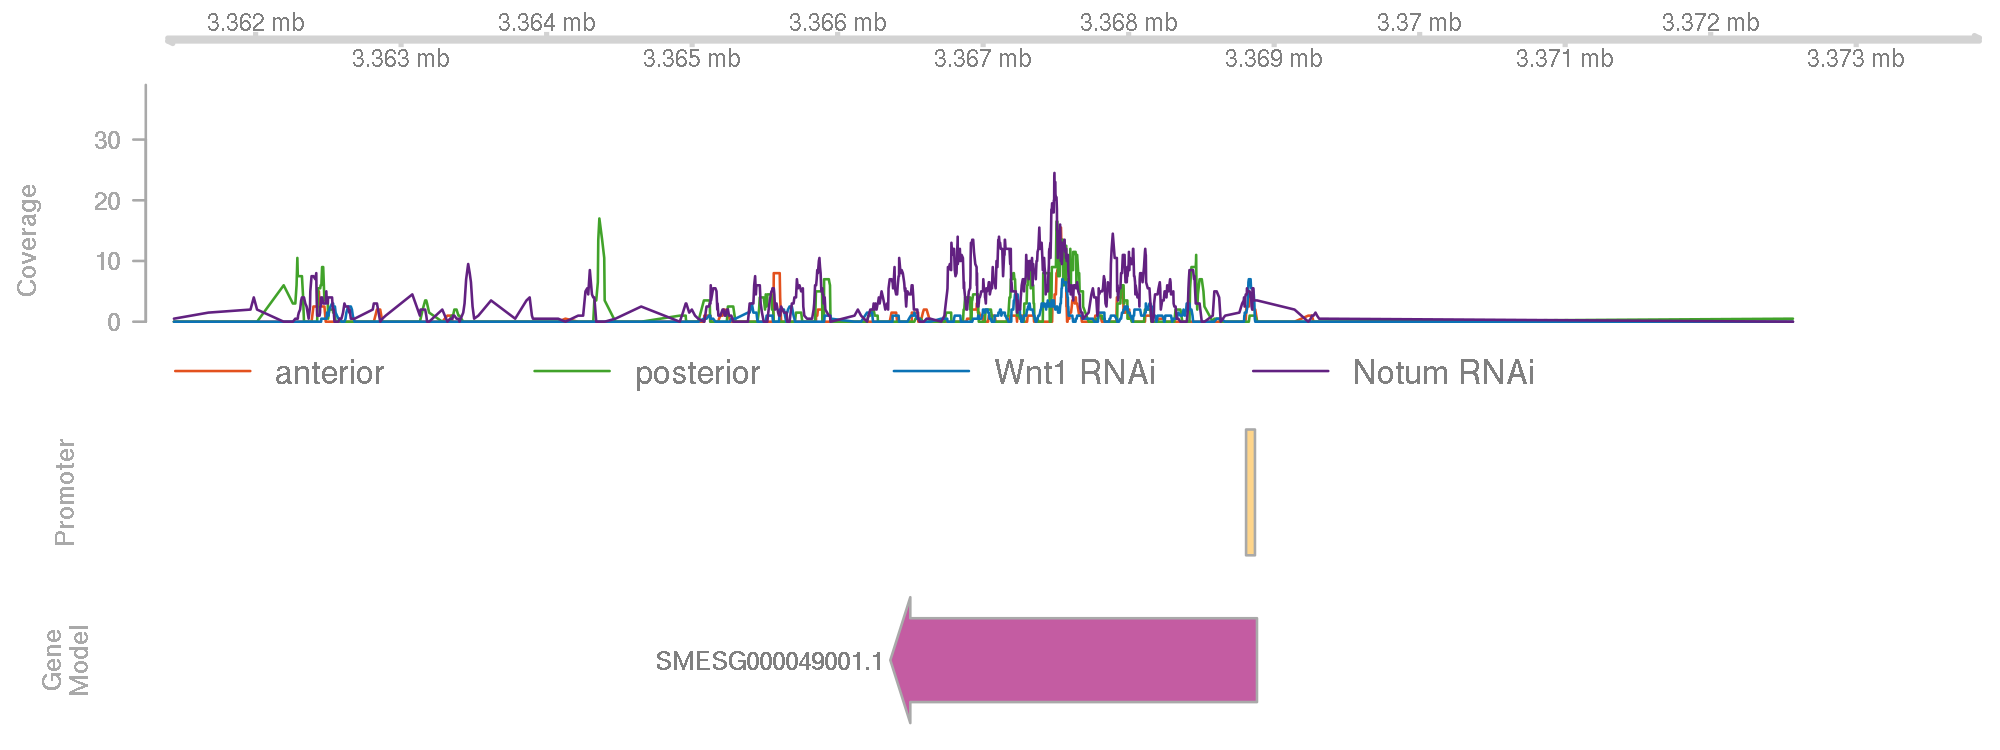 3.362 mb 3.364 mb 3.366 mb 3.368 mb 3.37 mb 3.372 mb
3.363 mb 3.365 mb 3.367 mb 3.369 mb 3.371 mb 3.373 mb
Coverage
30
20
10
0
anterior posterior Wnt1 RNAi Notum RNAi
Promoter
Gene
Model
SMESG000049001.1